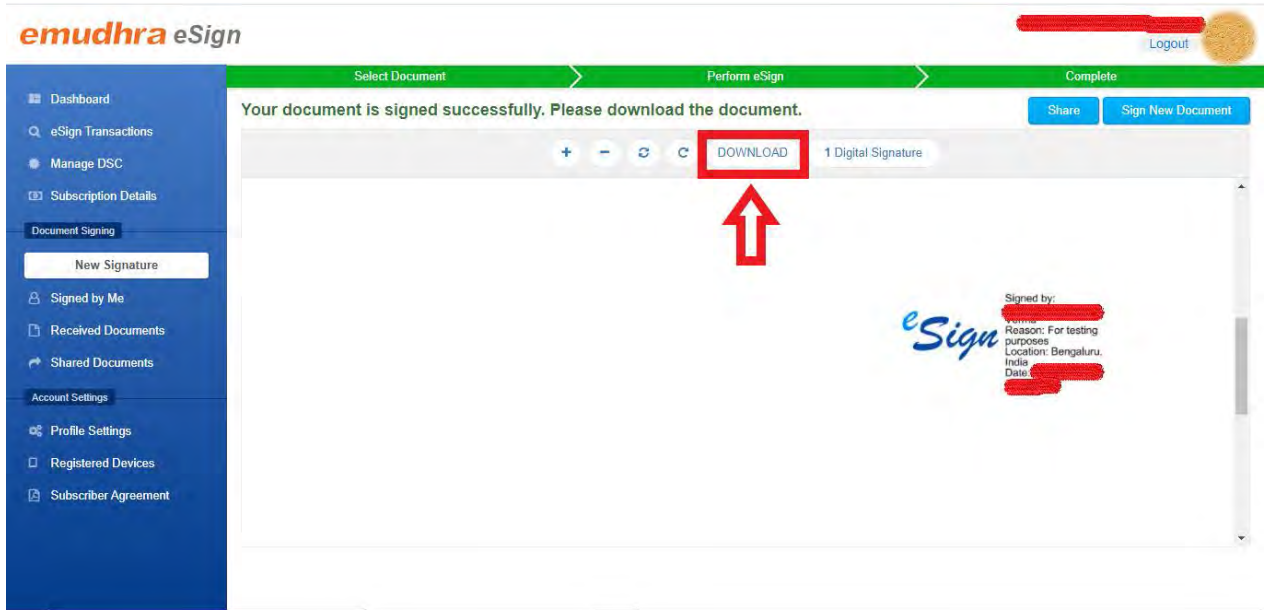 emudhra eSign
Logout
Select Document
Perform eSign
Complete
Dashboard
eSign Transactions
Manage DSC
Subscription Details
Document Signing
New Signature
Signed by Me
Received Documents
Shared Documents
Account Settings
Profile Settings
Registered Devices
Subscriber Agreement
Your document is signed successfully. Please download the document.
Share
Sign New Document
+ -
DOWNLOAD
1 Digital Signature
eSign
Signed by:
Reason: For testing
purposes
Location: Bengaluru,
India
Date: